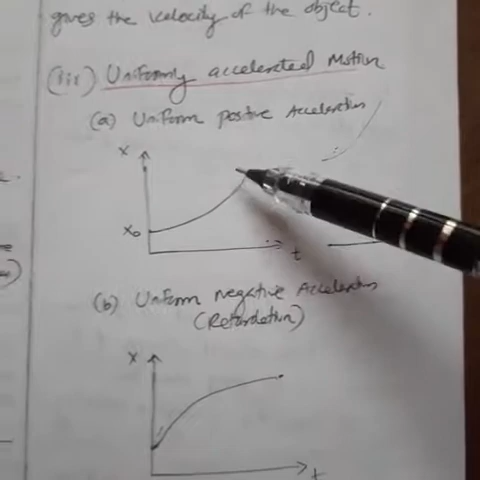 gives the velocity of the object.
(iii) Uniformly accelerated Motion
(a) Uniform positive Acceleration
x
x₀
t
(b) Uniform negative Acceleration
(Retardation)
x
t